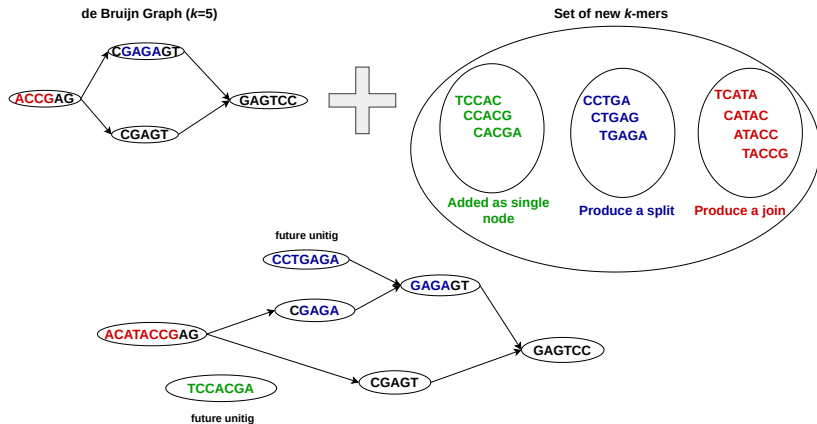 de Bruijn Graph (k=5)
Set of new k-mers
CGAGAGT
ACCGAG
GAGTCC
CGAGT
TCCAC
CCACG
CACGA
CCTGA
CTGAG
TGAGA
TCATA
CATAC
ATACC
TACCG
Added as single
node
Produce a split
Produce a join
future unitig
CCTGAGA
GAGAGT
CGAGA
ACATACCGAG
GAGTCC
CGAGT
TCCACGA
future unitig